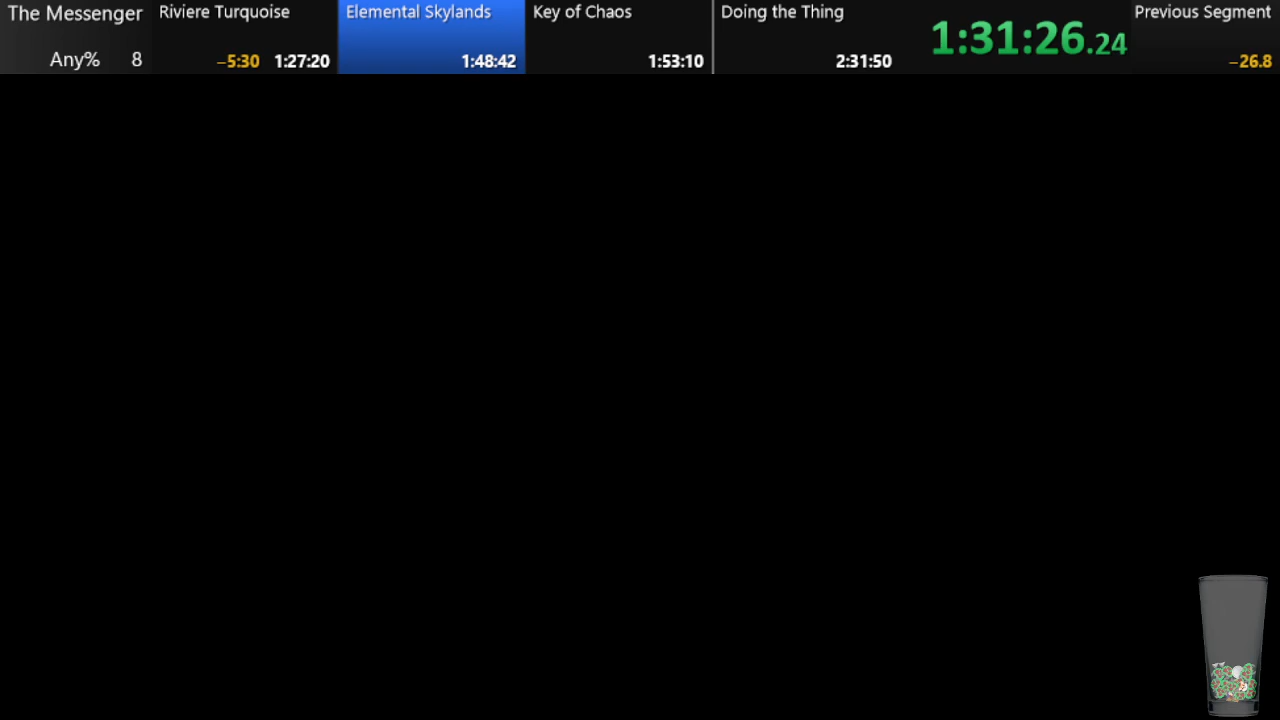 The Messenger
Any% 8
Riviere Turquoise
−5:30 1:27:20
Elemental Skylands
1:48:42
Key of Chaos
1:53:10
Doing the Thing
2:31:50
1:31:26.24
Previous Segment
−26.8